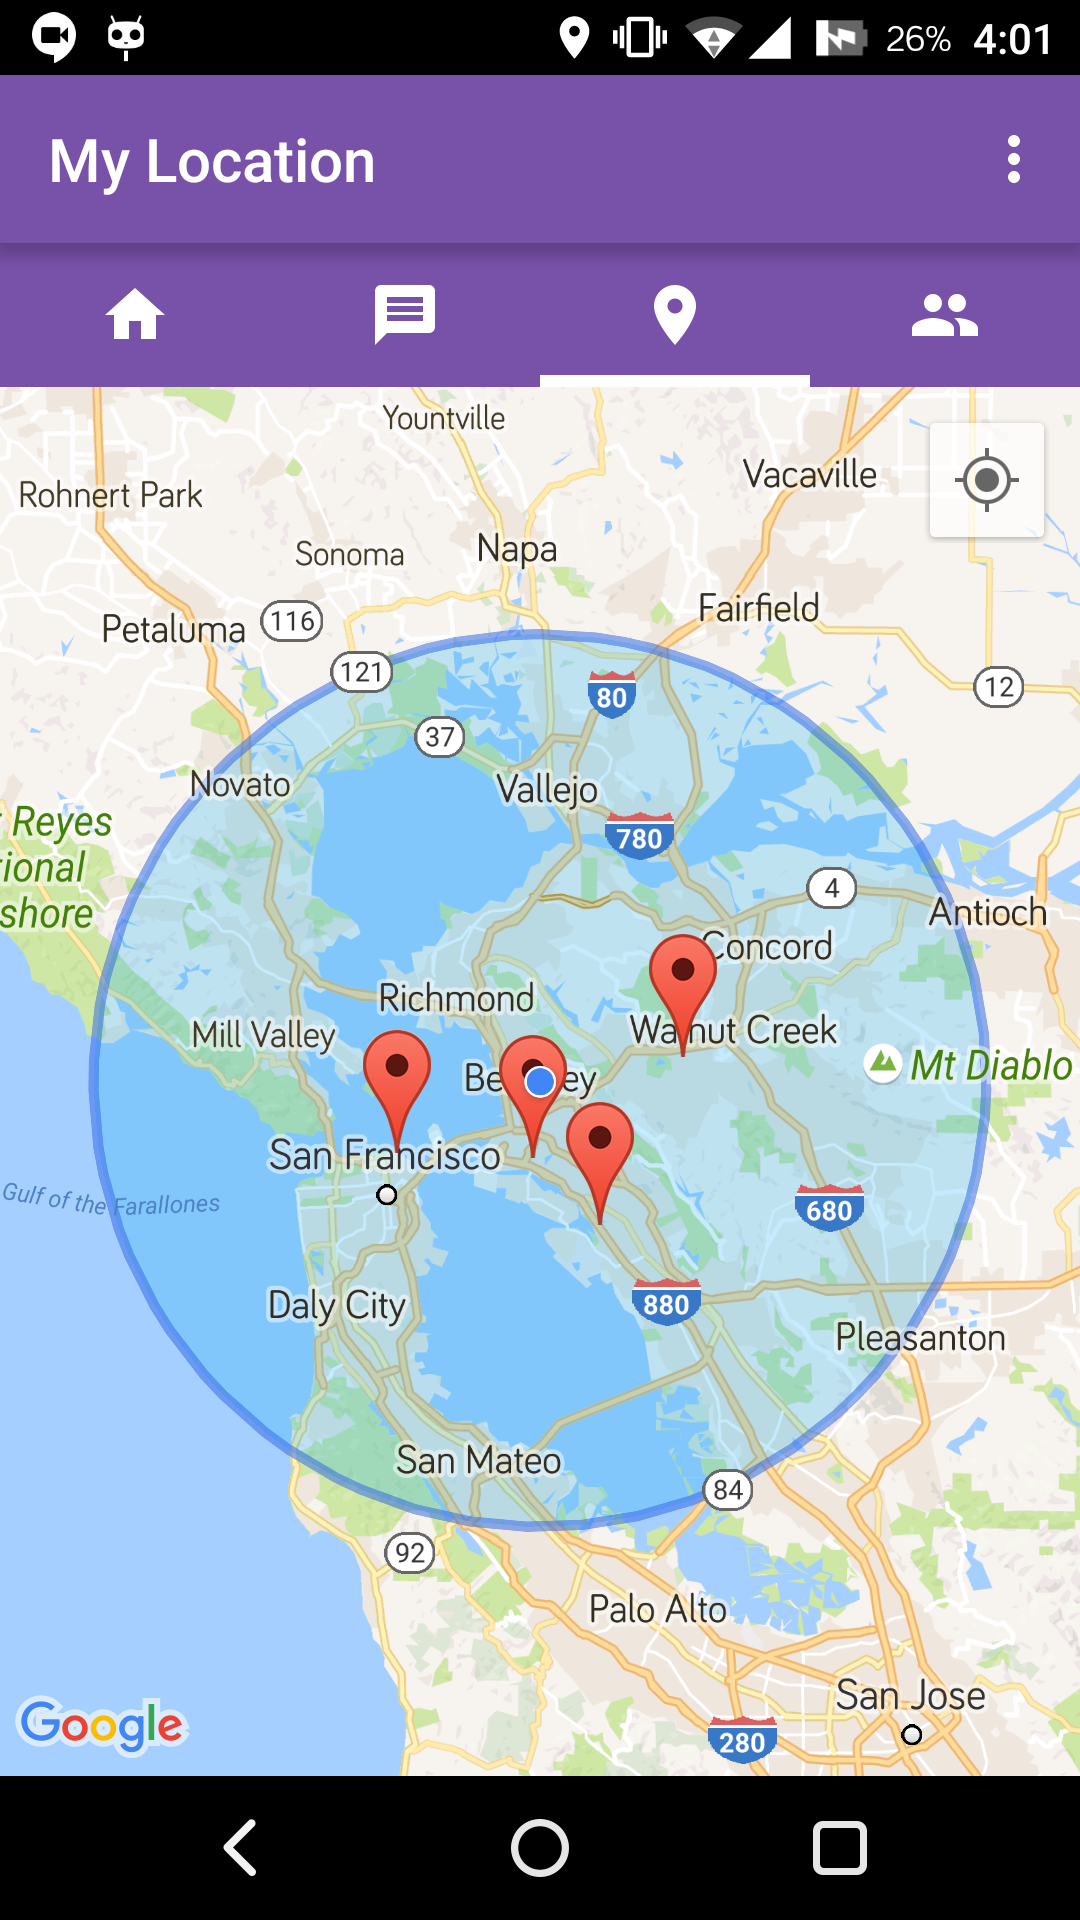 26% 4:01
My Location
Yountville
Vacaville
Rohnert Park
Napa
Sonoma
Fairfield
116
Petaluma
121
12
80
37
Novato
Vallejo
Reyes
780
ional
4
shore
Antioch
Concord
Richmond
Walnut Creek
Mill Valley
Mt Diablo
Be ey
San Francisco
Gulf of the Farallones
680
880
Daly City
Pleasanton
San Mateo
84
92
Palo Alto
San Jose
Google
280